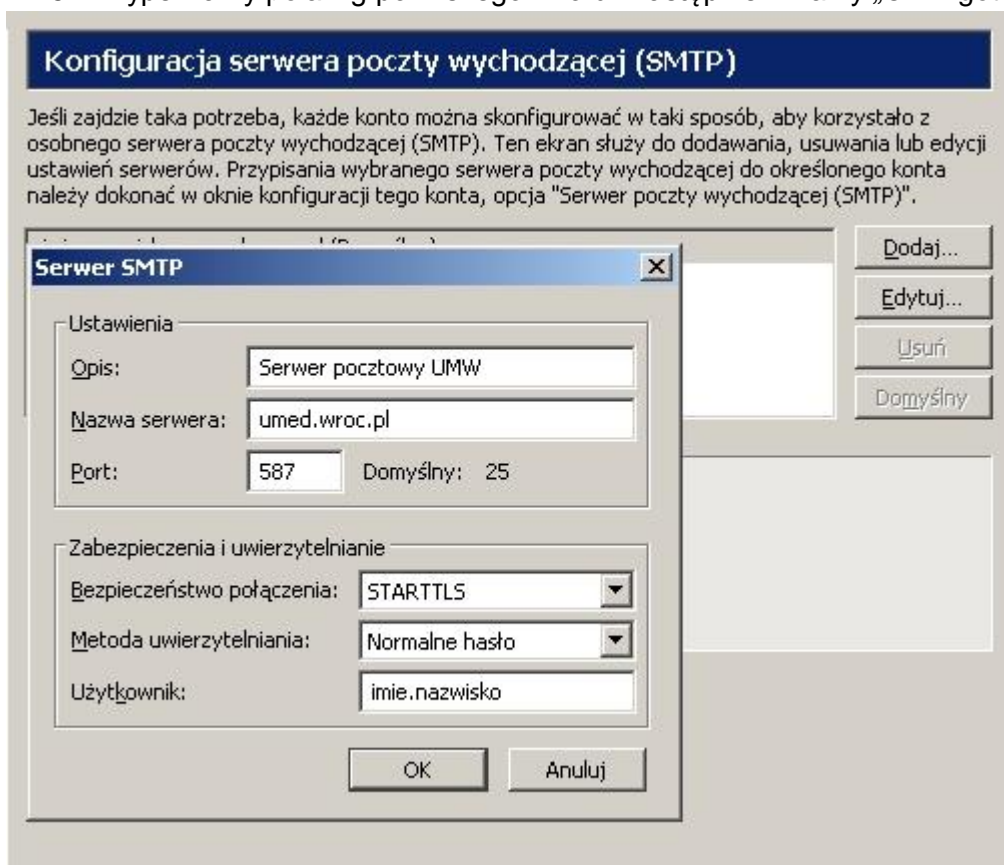 Konfiguracja serwera poczty wychodzącej (SMTP)
Jeśli zajdzie taka potrzeba, każde konto można skonfigurować w taki sposób, aby korzystało z
osobnego serwera poczty wychodzącej (SMTP). Ten ekran służy do dodawania, usuwania lub edycji
ustawień serwerów. Przypisania wybranego serwera poczty wychodzącej do określonego konta
należy dokonać w oknie konfiguracji tego konta, opcja "Serwer poczty wychodzącej (SMTP)".
Dodaj...
Edytuj...
Usuń
Domyślny
Serwer SMTP
Ustawienia
Opis: Serwer pocztowy UMW
Nazwa serwera: umed.wroc.pl
Port: 587 Domyślny: 25
Zabezpieczenia i uwierzytelnianie
Bezpieczeństwo połączenia: STARTTLS
Metoda uwierzytelniania: Normalne hasło
Użytkownik: imie.nazwisko
OK Anuluj